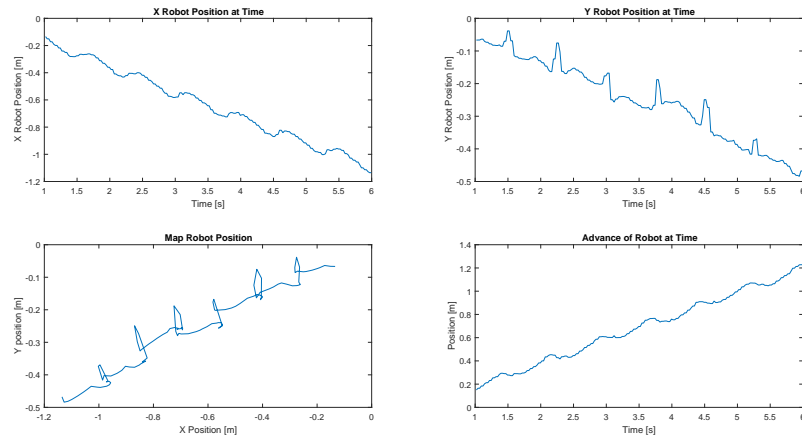 X Robot Position at Time
0
-0.2
-0.4
-0.6
-0.8
-1
-1.2
X Robot Position [m]
1 1.5 2 2.5 3 3.5 4 4.5 5 5.5 6
Time [s]
Y Robot Position at Time
0
-0.1
-0.2
-0.3
-0.4
-0.5
Y Robot Position [m]
1 1.5 2 2.5 3 3.5 4 4.5 5 5.5 6
Time [s]
Map Robot Position
0
-0.1
-0.2
-0.3
-0.4
-0.5
Y position [m]
-1.2 -1 -0.8 -0.6 -0.4 -0.2 0
X Position [m]
Advance of Robot at Time
1.4
1.2
1
0.8
0.6
0.4
0.2
0
Position [m]
1 1.5 2 2.5 3 3.5 4 4.5 5 5.5 6
Time [s]